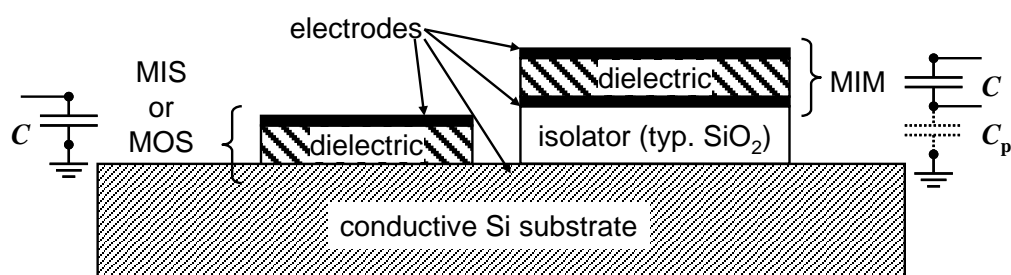 electrodes
MIS
or
MOS
C
dielectric
dielectric
MIM
isolator (typ. SiO₂)
C
Cₚ
conductive Si substrate